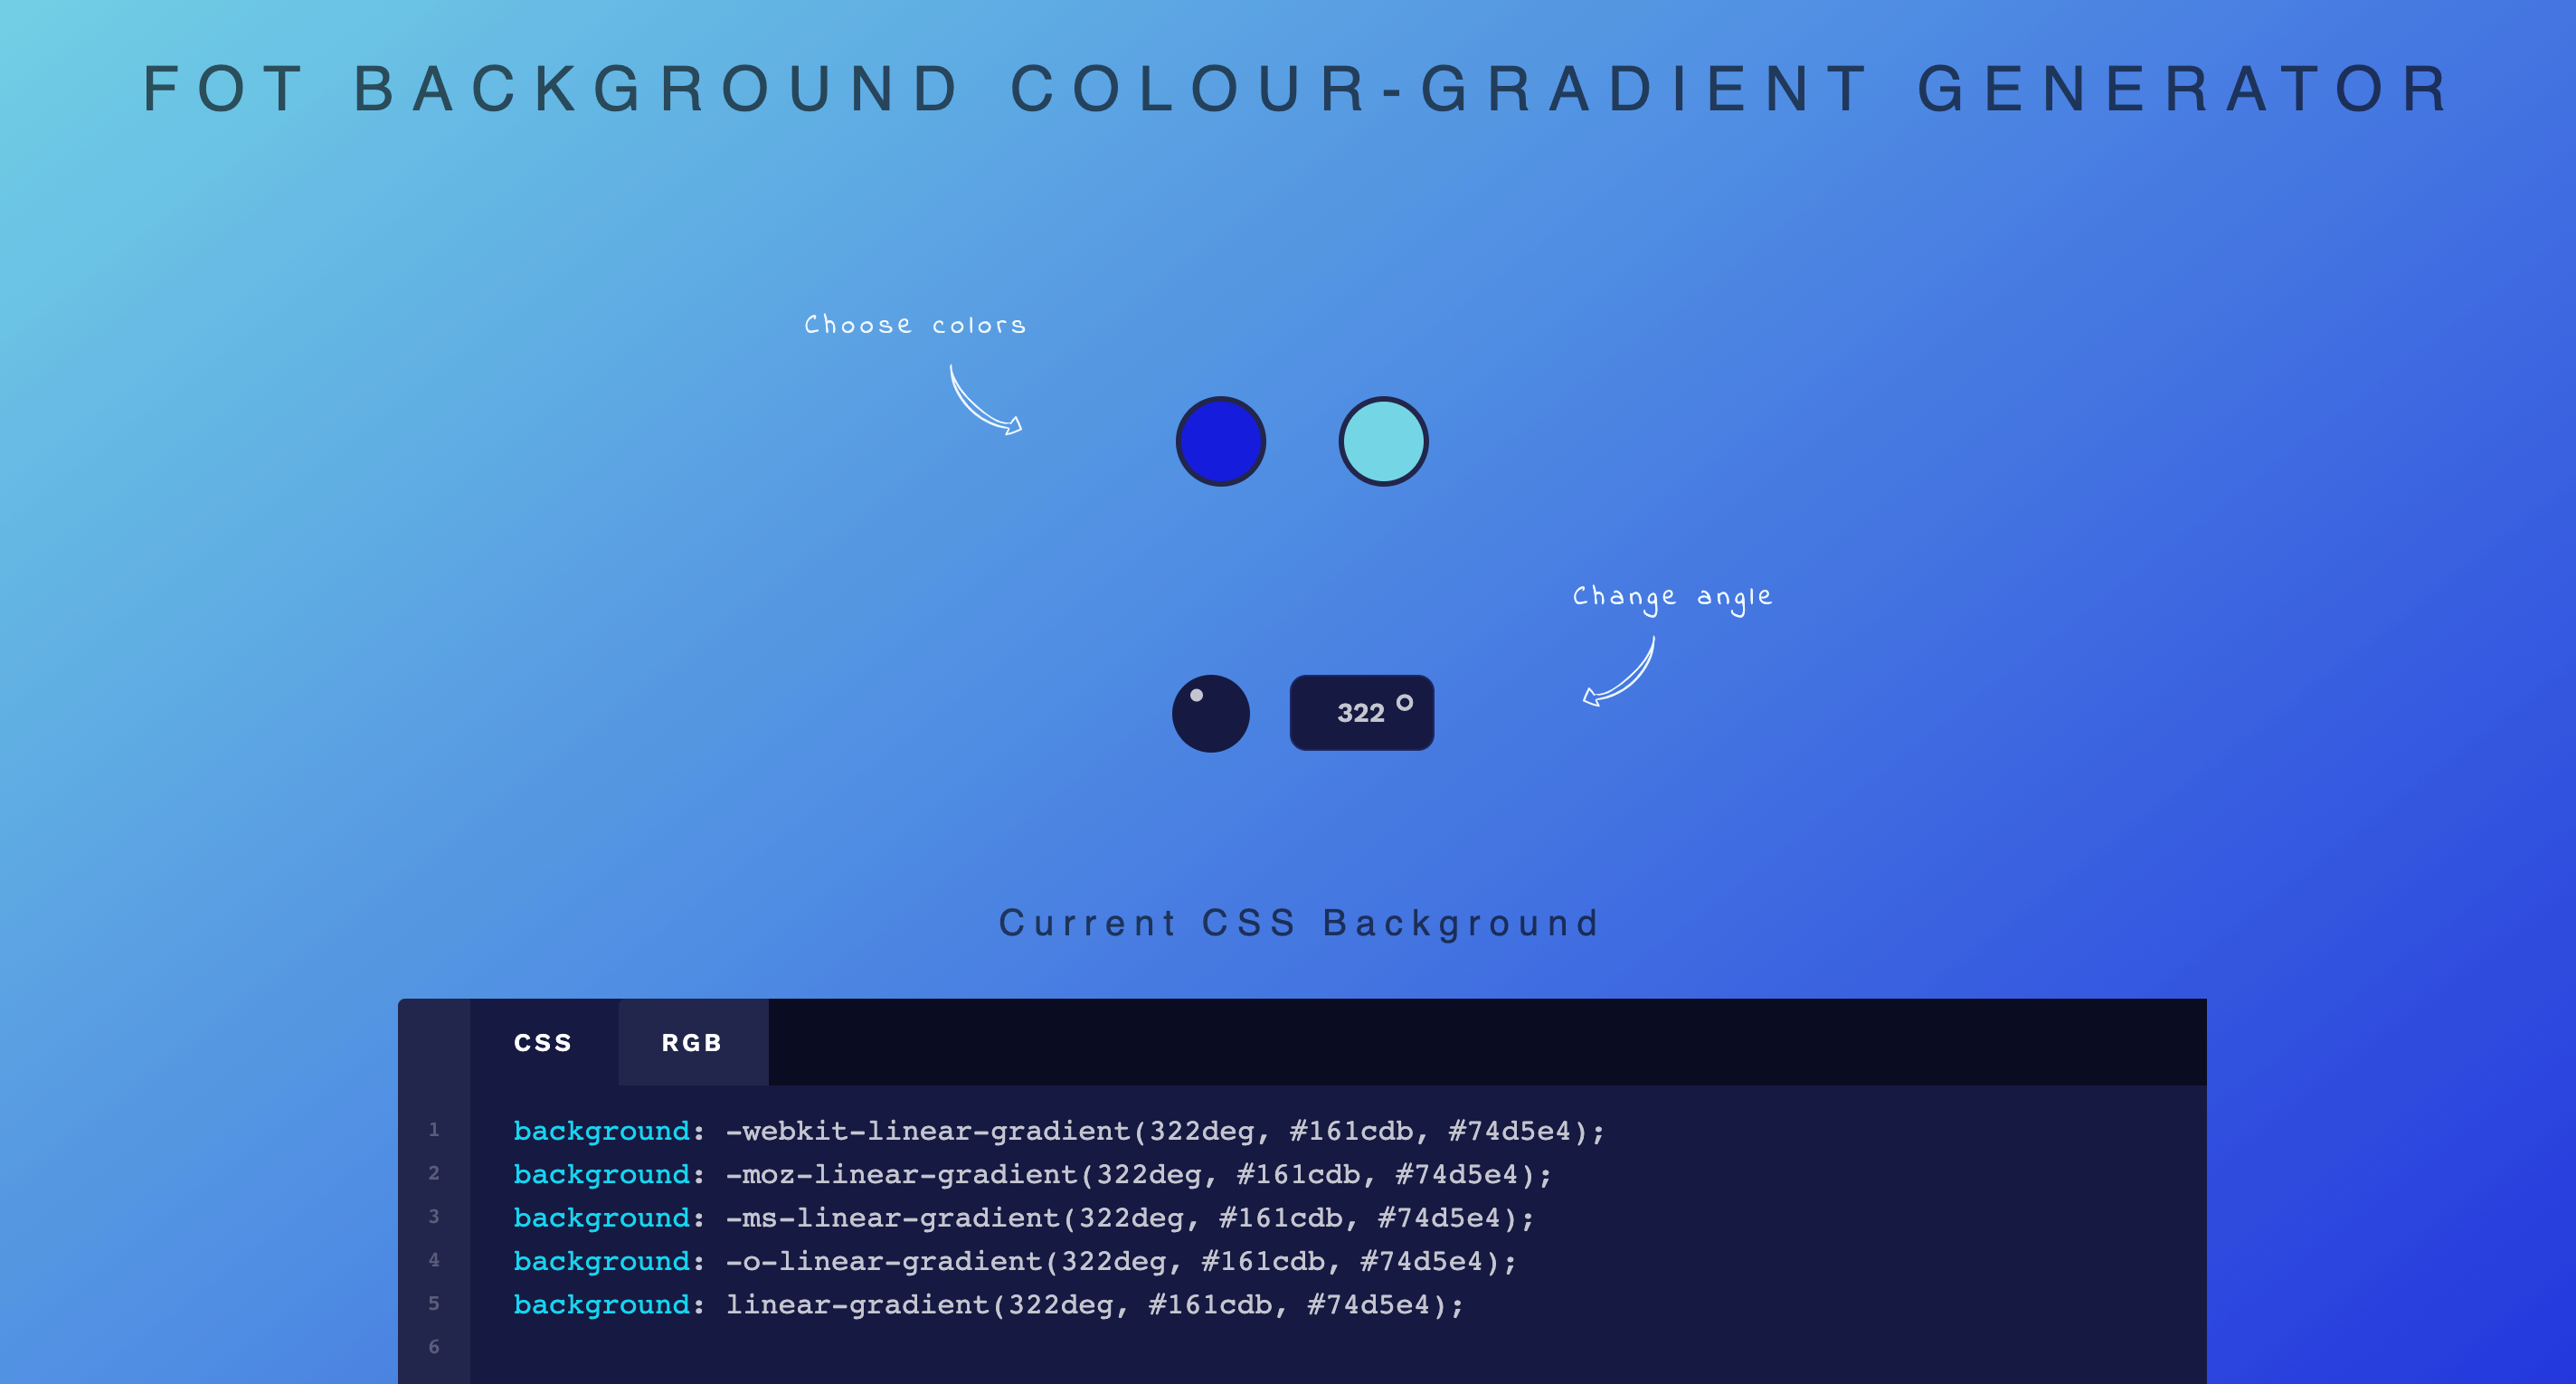 FOT BACKGROUND COLOUR-GRADIENT GENERATOR
Choose colors
Change angle
322
Current CSS Background
CSS RGB
1 background: -webkit-linear-gradient(322deg, #161cdb, #74d5e4);
2 background: -moz-linear-gradient(322deg, #161cdb, #74d5e4);
3 background: -ms-linear-gradient(322deg, #161cdb, #74d5e4);
4 background: -o-linear-gradient(322deg, #161cdb, #74d5e4);
5 background: linear-gradient(322deg, #161cdb, #74d5e4);
6